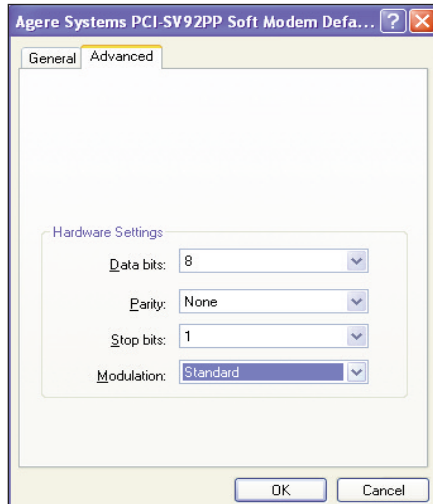 Agere Systems PCI-SV92PP Soft Modem Defa...
General Advanced
Hardware Settings
Data bits: 8
Parity: None
Stop bits: 1
Modulation: Standard
OK Cancel